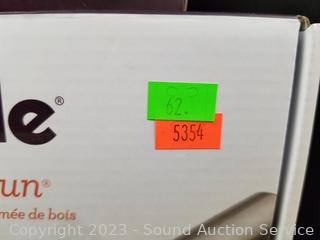 62.
le®
5354
un®
mée de bois
Copyright 2023 - Sound Auction Service